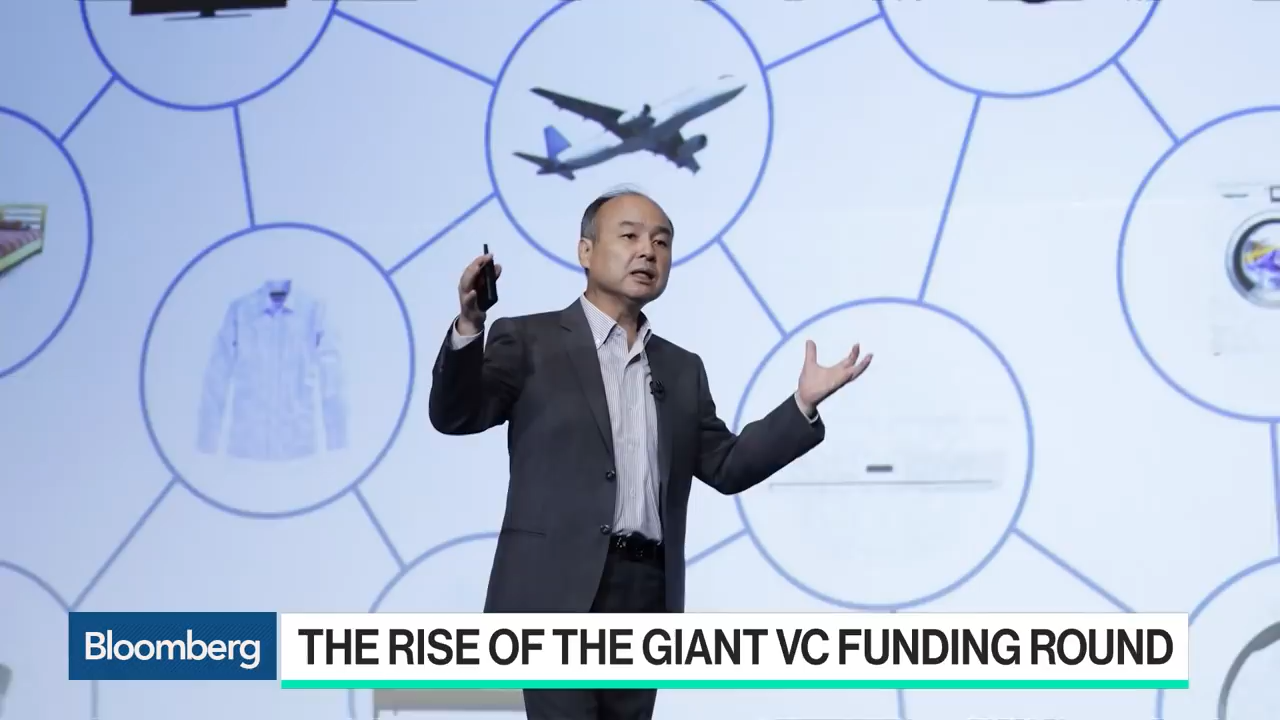 Bloomberg
THE RISE OF THE GIANT VC FUNDING ROUND